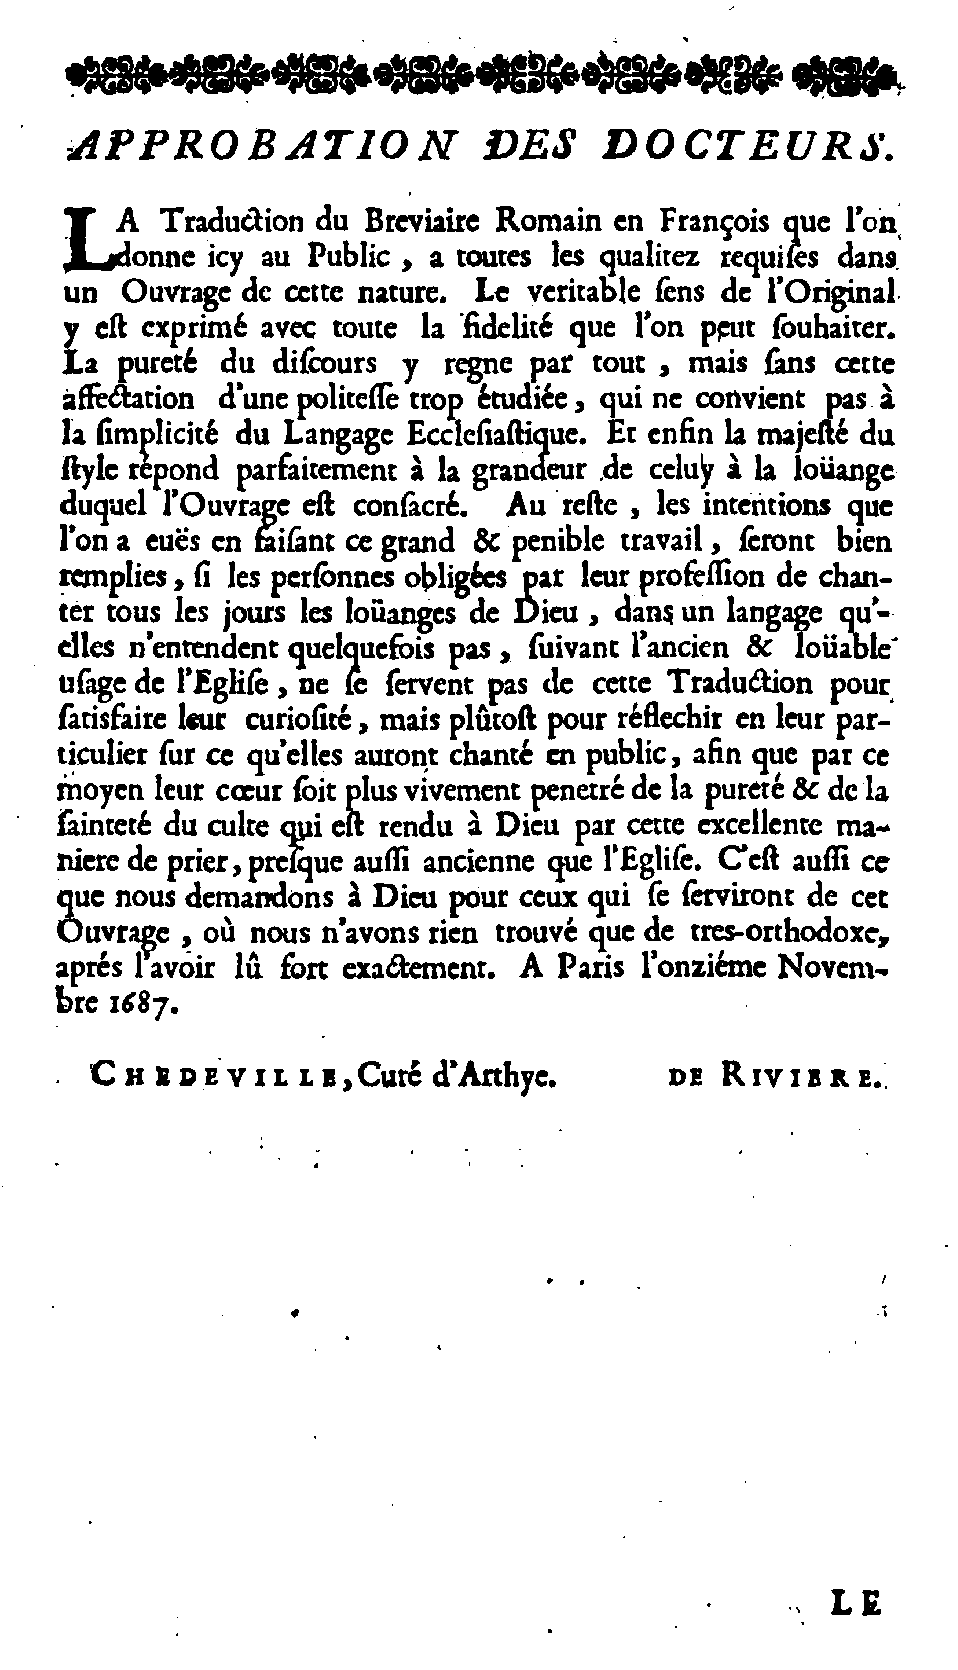 APPROBATION DES DOCTEURS.
LA Traduction du Breviaire Romain en François que l'on
donne icy au Public, a toutes les qualitez requiſes dans
un Ouvrage de cette nature. Le veritable ſens de l'Original
y eſt exprimé avec toute la fidelité que l'on peut ſouhaiter.
La pureté du diſcours y regne par tout, mais ſans cette
affectation d'une politeſſe trop étudiée, qui ne convient pas à
la ſimplicité du Langage Eccleſiaſtique. Et enfin la majeſté du
ſtyle répond parfaitement à la grandeur de celuy à la loüange
duquel l'Ouvrage eſt conſacré. Au reſte, les intentions que
l'on a euës en faiſant ce grand & penible travail, ſeront bien
remplies, ſi les perſonnes obligées par leur profeſſion de chan-
ter tous les jours les loüanges de Dieu, dans un langage qu'-
elles n'entendent quelquefois pas, ſuivant l'ancien & loüable
uſage de l'Egliſe, ne ſe ſervent pas de cette Traduction pour
ſatisfaire leur curioſité, mais plûtoſt pour réflechir en leur par-
ticulier ſur ce qu'elles auront chanté en public, afin que par ce
moyen leur cœur ſoit plus vivement penetré de la pureté & de la
ſainteté du culte qui eſt rendu à Dieu par cette excellente ma-
niere de prier, preſque auſſi ancienne que l'Egliſe. C'eſt auſſi ce
que nous demandons à Dieu pour ceux qui ſe ſerviront de cet
Ouvrage, où nous n'avons rien trouvé que de tres-orthodoxe,
aprés l'avoir lû fort exactement. A Paris l'onziéme Novem-
bre 1687.
CHEDEVILLE, Curé d'Arthye. DE RIVIERE.
LE